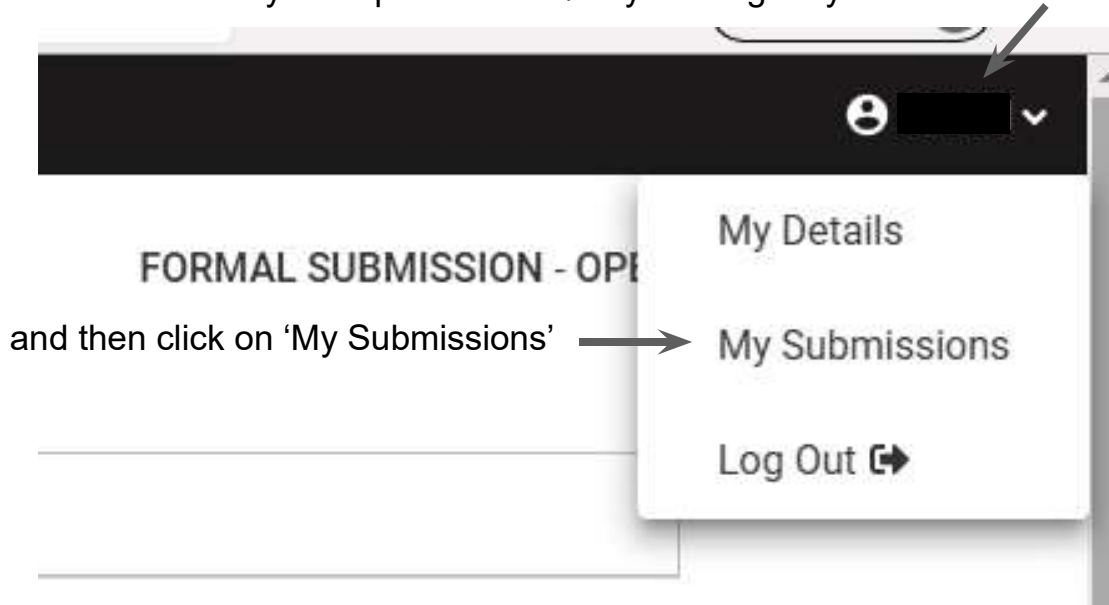 My Details
FORMAL SUBMISSION - OPE
and then click on ‘My Submissions’
My Submissions
Log Out